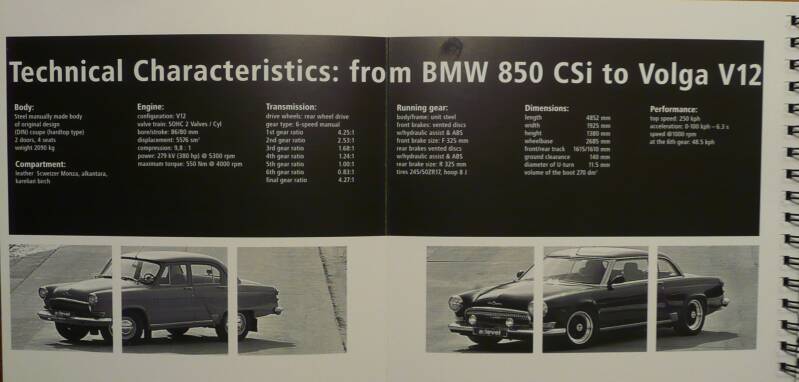 Technical Characteristics: from BMW 850 CSi to Volga V12
Body:
Steel manually made body
of original design
(DIN) coupe (hardtop type)
2 doors, 4 seats
weight 2090 kg
Compartment:
leather Scweizer Monza, alkantara,
karelian birch
Engine:
configuration: V12
valve train: SOHC 2 Valves / Cyl
bore/stroke: 86/80 mm
displacement: 5576 sm³
compression: 9,8 : 1
power: 279 kV (380 hp) @ 5300 rpm
maximum torque: 550 Nm @ 4000 rpm
Transmission:
drive wheels: rear wheel drive
gear type: 6-speed manual
1st gear ratio 4.25:1
2nd gear ratio 2.53:1
3rd gear ratio 1.68:1
4th gear ratio 1.24:1
5th gear ratio 1.00:1
6th gear ratio 0.83:1
final gear ratio 4.27:1
Running gear:
body/frame: unit steel
front brakes: vented discs
w/hydraulic assist & ABS
front brake size: F 325 mm
rear brakes vented discs
w/hydraulic assist & ABS
rear brake size: R 325 mm
tires 245/50ZR17, hoop 8 J
Dimensions:
length 4852 mm
width 1925 mm
height 1380 mm
wheelbase 2685 mm
front/rear track 1615/1610 mm
ground clearance 140 mm
diameter of U-turn 11.5 mm
volume of the boot 270 dm³
Performance:
top speed: 250 kph
acceleration: 0-100 kph – 6.3 s
speed @1000 rpm
at the 6th gear: 48.5 kph
a:level
a:level